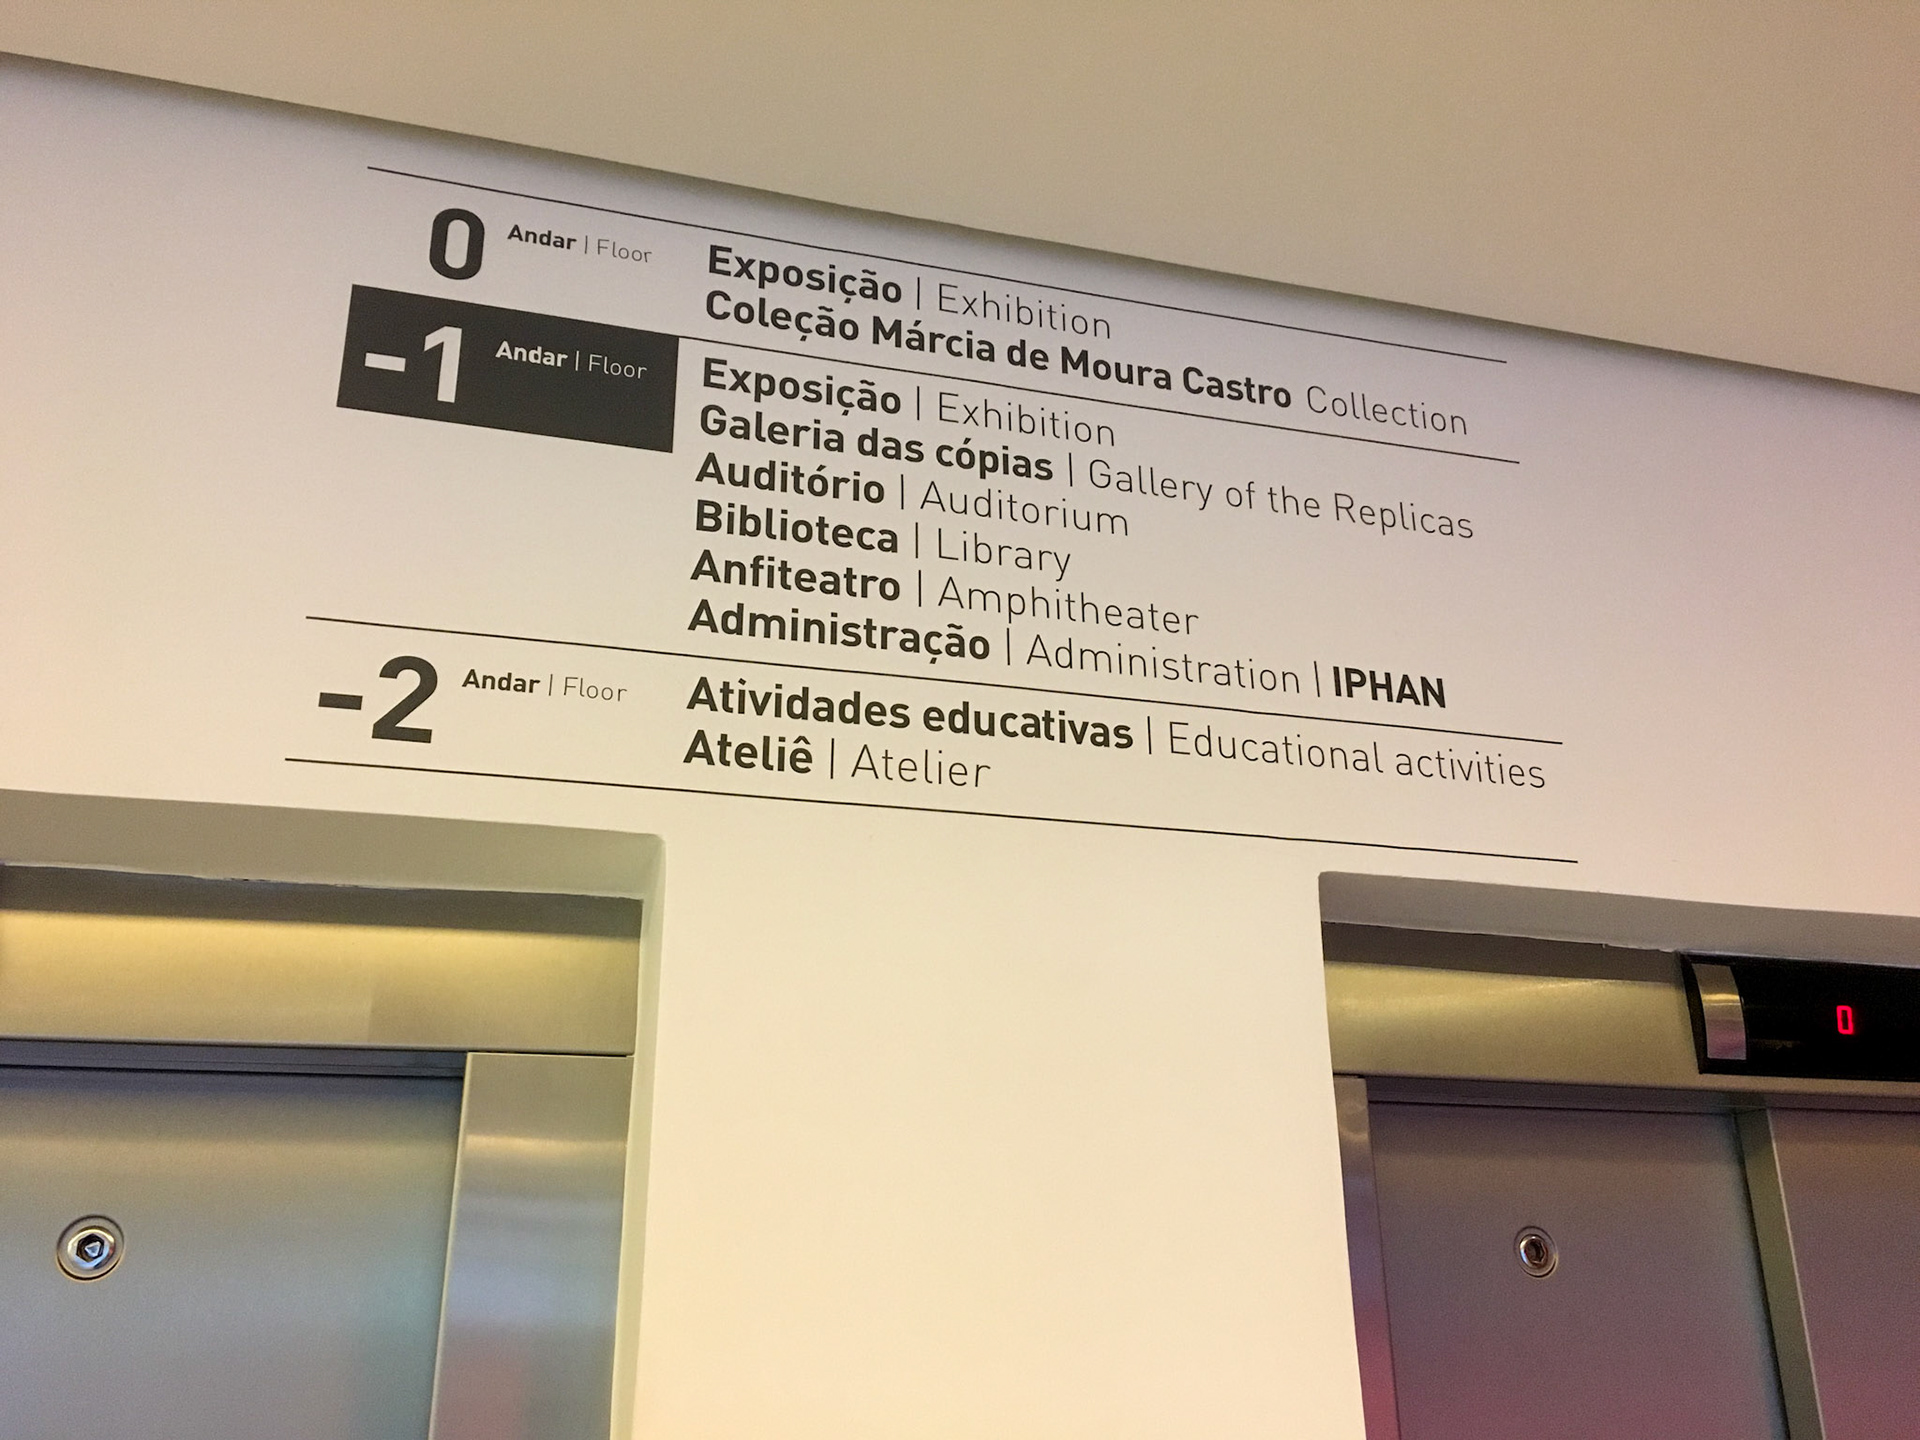 0 Andar | Floor
Exposição | Exhibition
Coleção Márcia de Moura Castro Collection
-1 Andar | Floor
Exposição | Exhibition
Galeria das cópias | Gallery of the Replicas
Auditório | Auditorium
Biblioteca | Library
Anfiteatro | Amphitheater
Administração | Administration | IPHAN
-2 Andar | Floor
Atividades educativas | Educational activities
Ateliê | Atelier
0